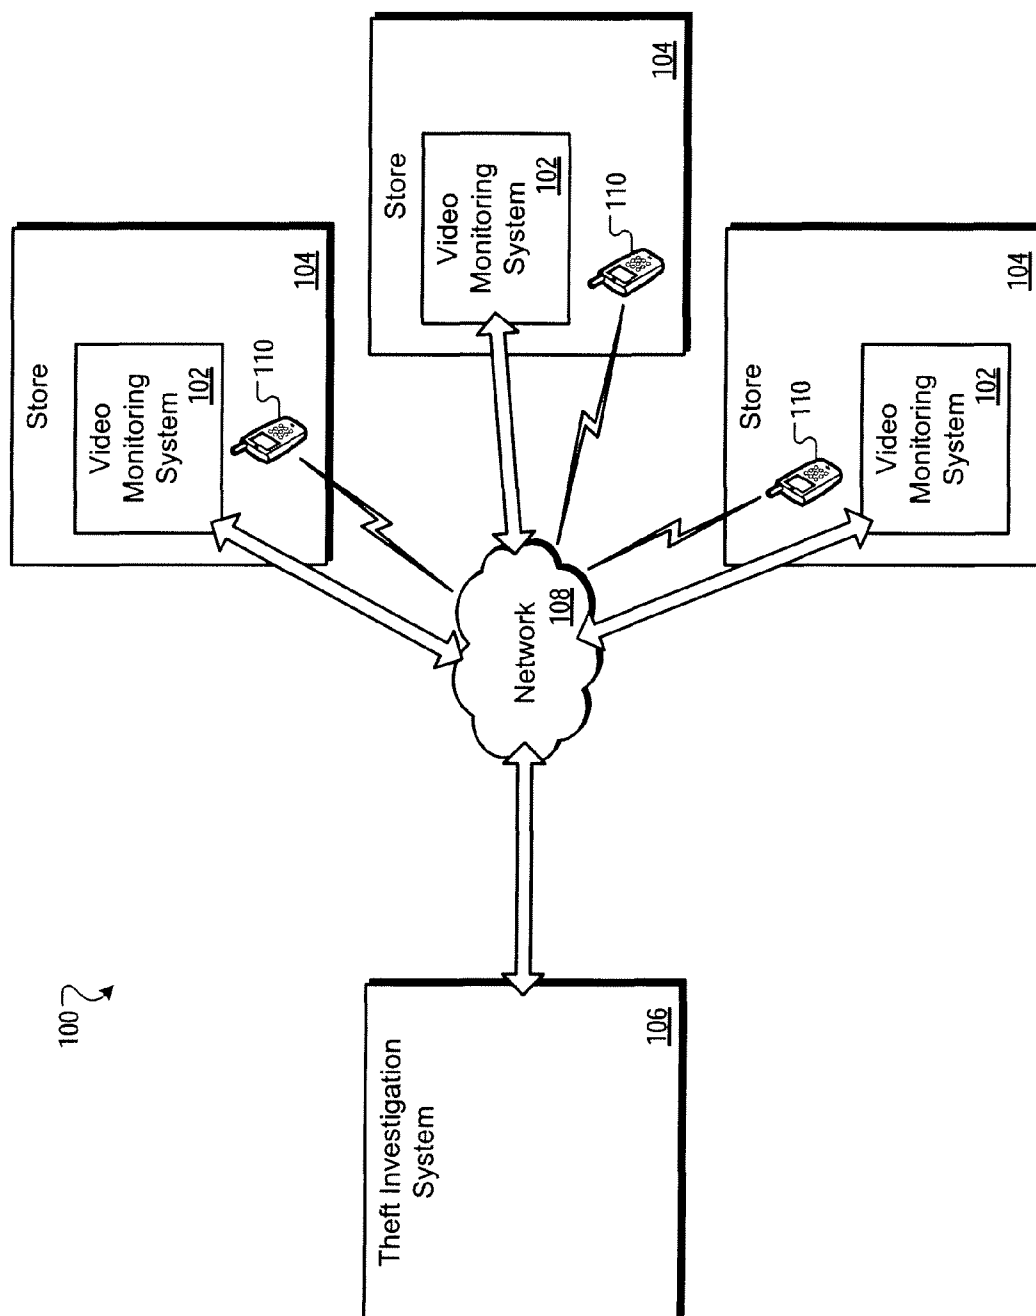 100
Theft Investigation
System
106
Network
108
Store
Video
Monitoring
System
102
110
104
Store
Video
Monitoring
System
102
110
104
Store
110
Video
Monitoring
System
102
104